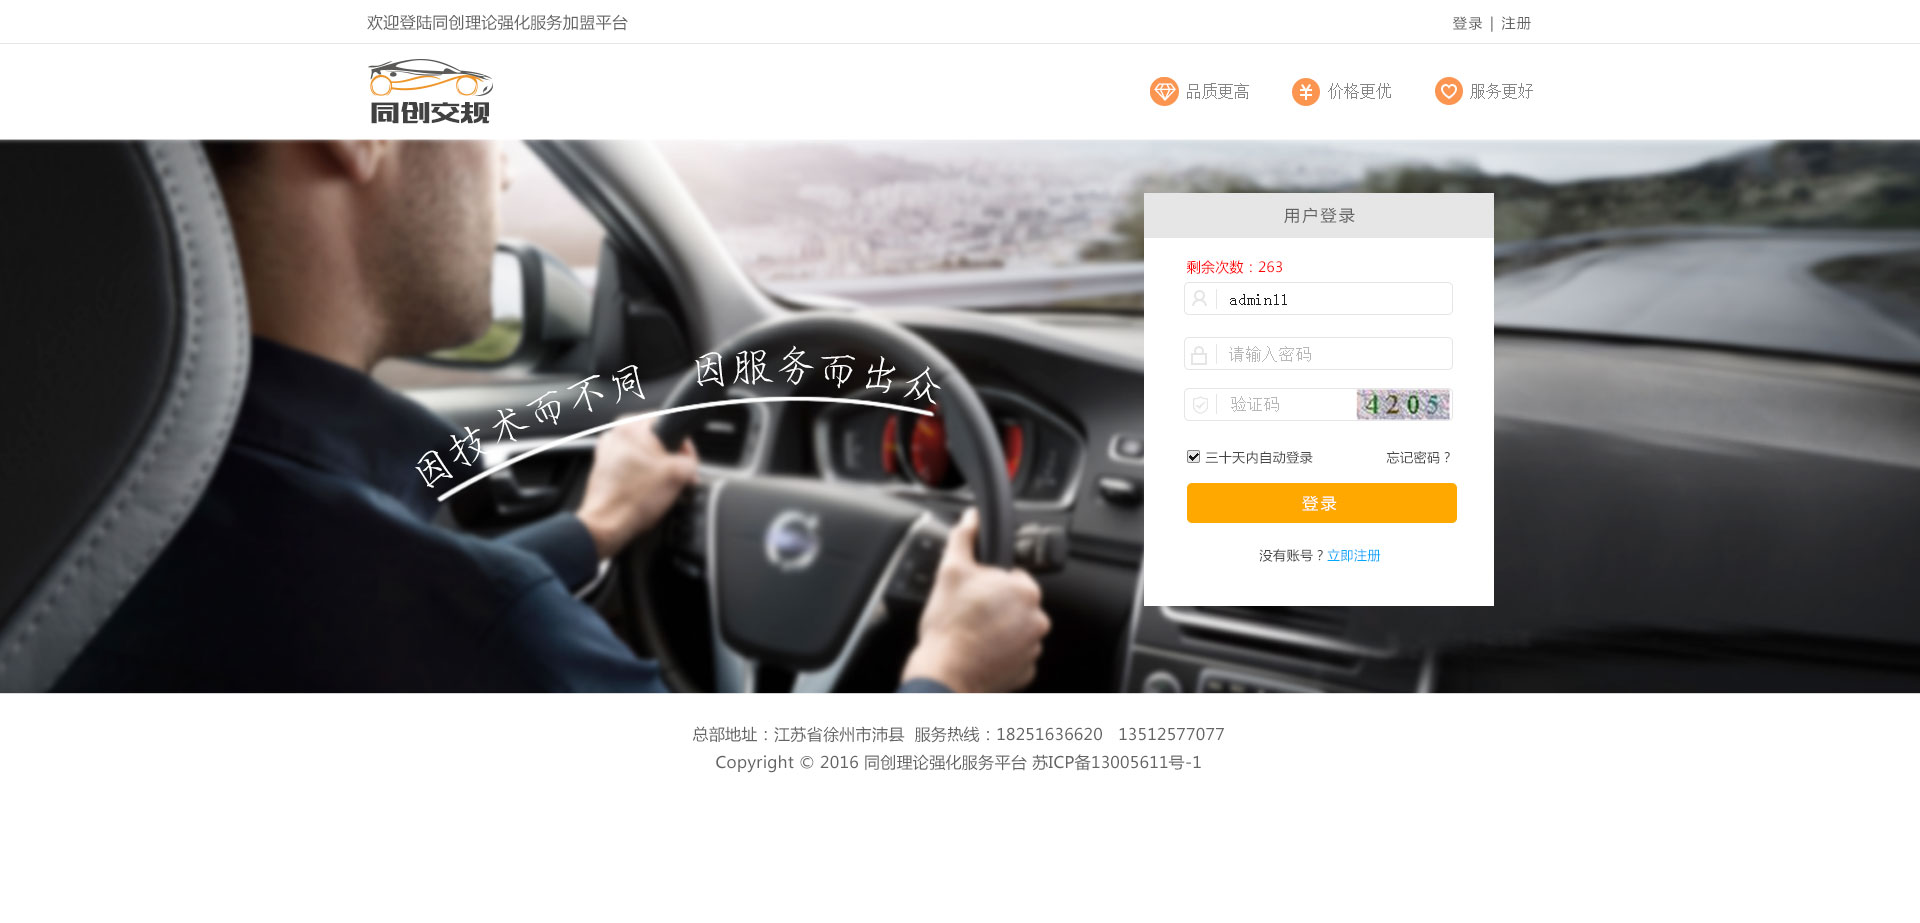 欢迎登陆同创理论强化服务加盟平台
登录 | 注册
同创交规
品质更高
价格更优
服务更好
用户登录
剩余次数：263
admin11
请输入密码
验证码
4205
三十天内自动登录
忘记密码？
登录
没有账号？立即注册
因技术而不同 因服务而出众
总部地址：江苏省徐州市沛县 服务热线：18251636620 13512577077
Copyright © 2016 同创理论强化服务平台 苏ICP备13005611号-1